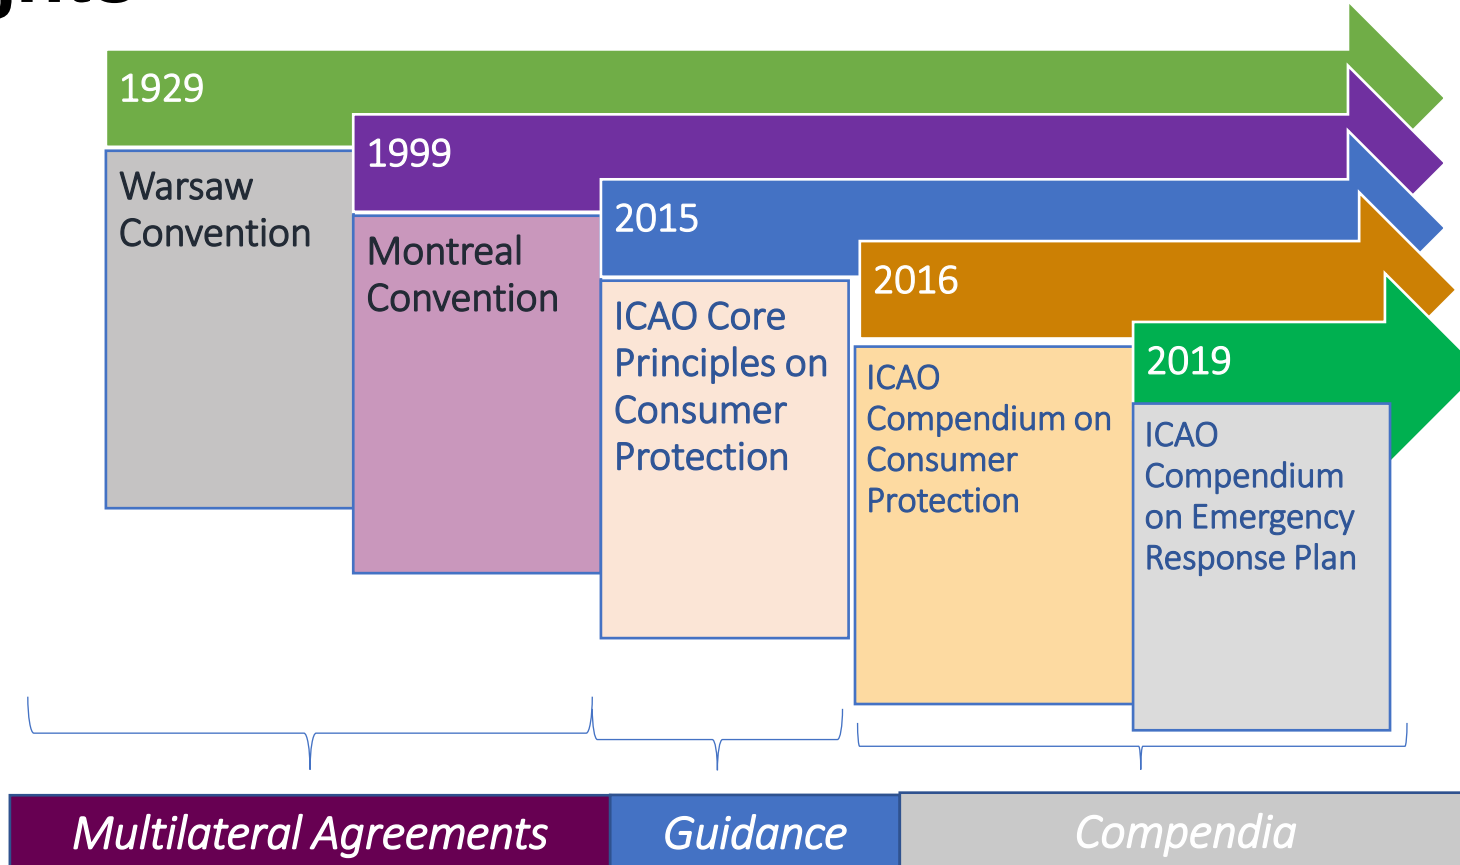 1929
Warsaw
Convention
1999
Montreal
Convention
2015
ICAO Core
Principles on
Consumer
Protection
2016
ICAO
Compendium on
Consumer
Protection
2019
ICAO
Compendium
on Emergency
Response Plan
Multilateral Agreements
Guidance
Compendia